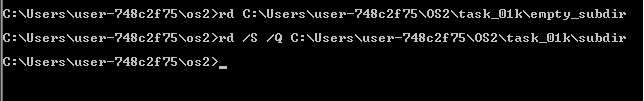 C:\Users\user-748c2f75\os2>rd C:\Users\user-748c2f75\OS2\task_01k\empty_subdir
C:\Users\user-748c2f75\os2>rd /S /Q C:\Users\user-748c2f75\OS2\task_01k\subdir
C:\Users\user-748c2f75\os2>_